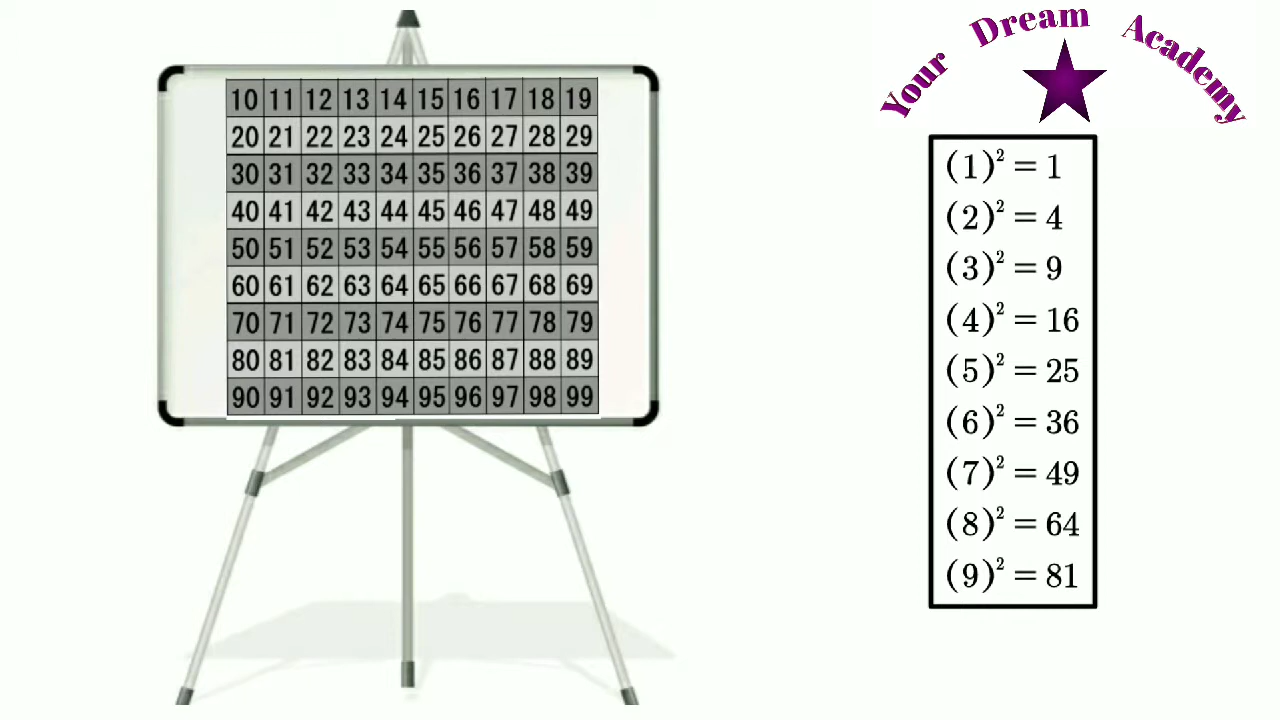 Your Dream Academy
10 11 12 13 14 15 16 17 18 19
20 21 22 23 24 25 26 27 28 29
30 31 32 33 34 35 36 37 38 39
40 41 42 43 44 45 46 47 48 49
50 51 52 53 54 55 56 57 58 59
60 61 62 63 64 65 66 67 68 69
70 71 72 73 74 75 76 77 78 79
80 81 82 83 84 85 86 87 88 89
90 91 92 93 94 95 96 97 98 99
(1)² = 1
(2)² = 4
(3)² = 9
(4)² = 16
(5)² = 25
(6)² = 36
(7)² = 49
(8)² = 64
(9)² = 81